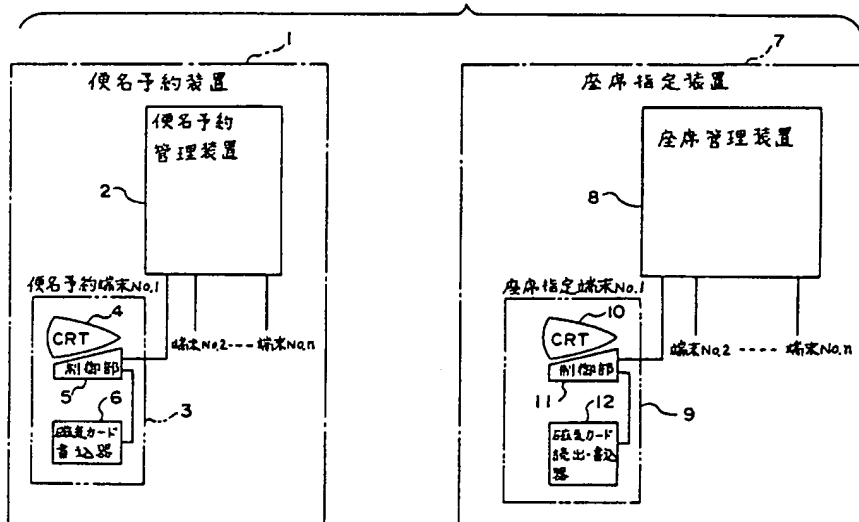 1
便名予約装置
便名予約
管理装置
2
便名予約端末No.1
4
CRT
制御部
5
6
磁気カード
書込器
3
端末No.2---端末No.n
7
座席指定装置
座席管理装置
8
座席指定端末No.1
10
CRT
制御部
11
12
磁気カード
読出・書込
器
9
端末No.2 ---- 端末No.n